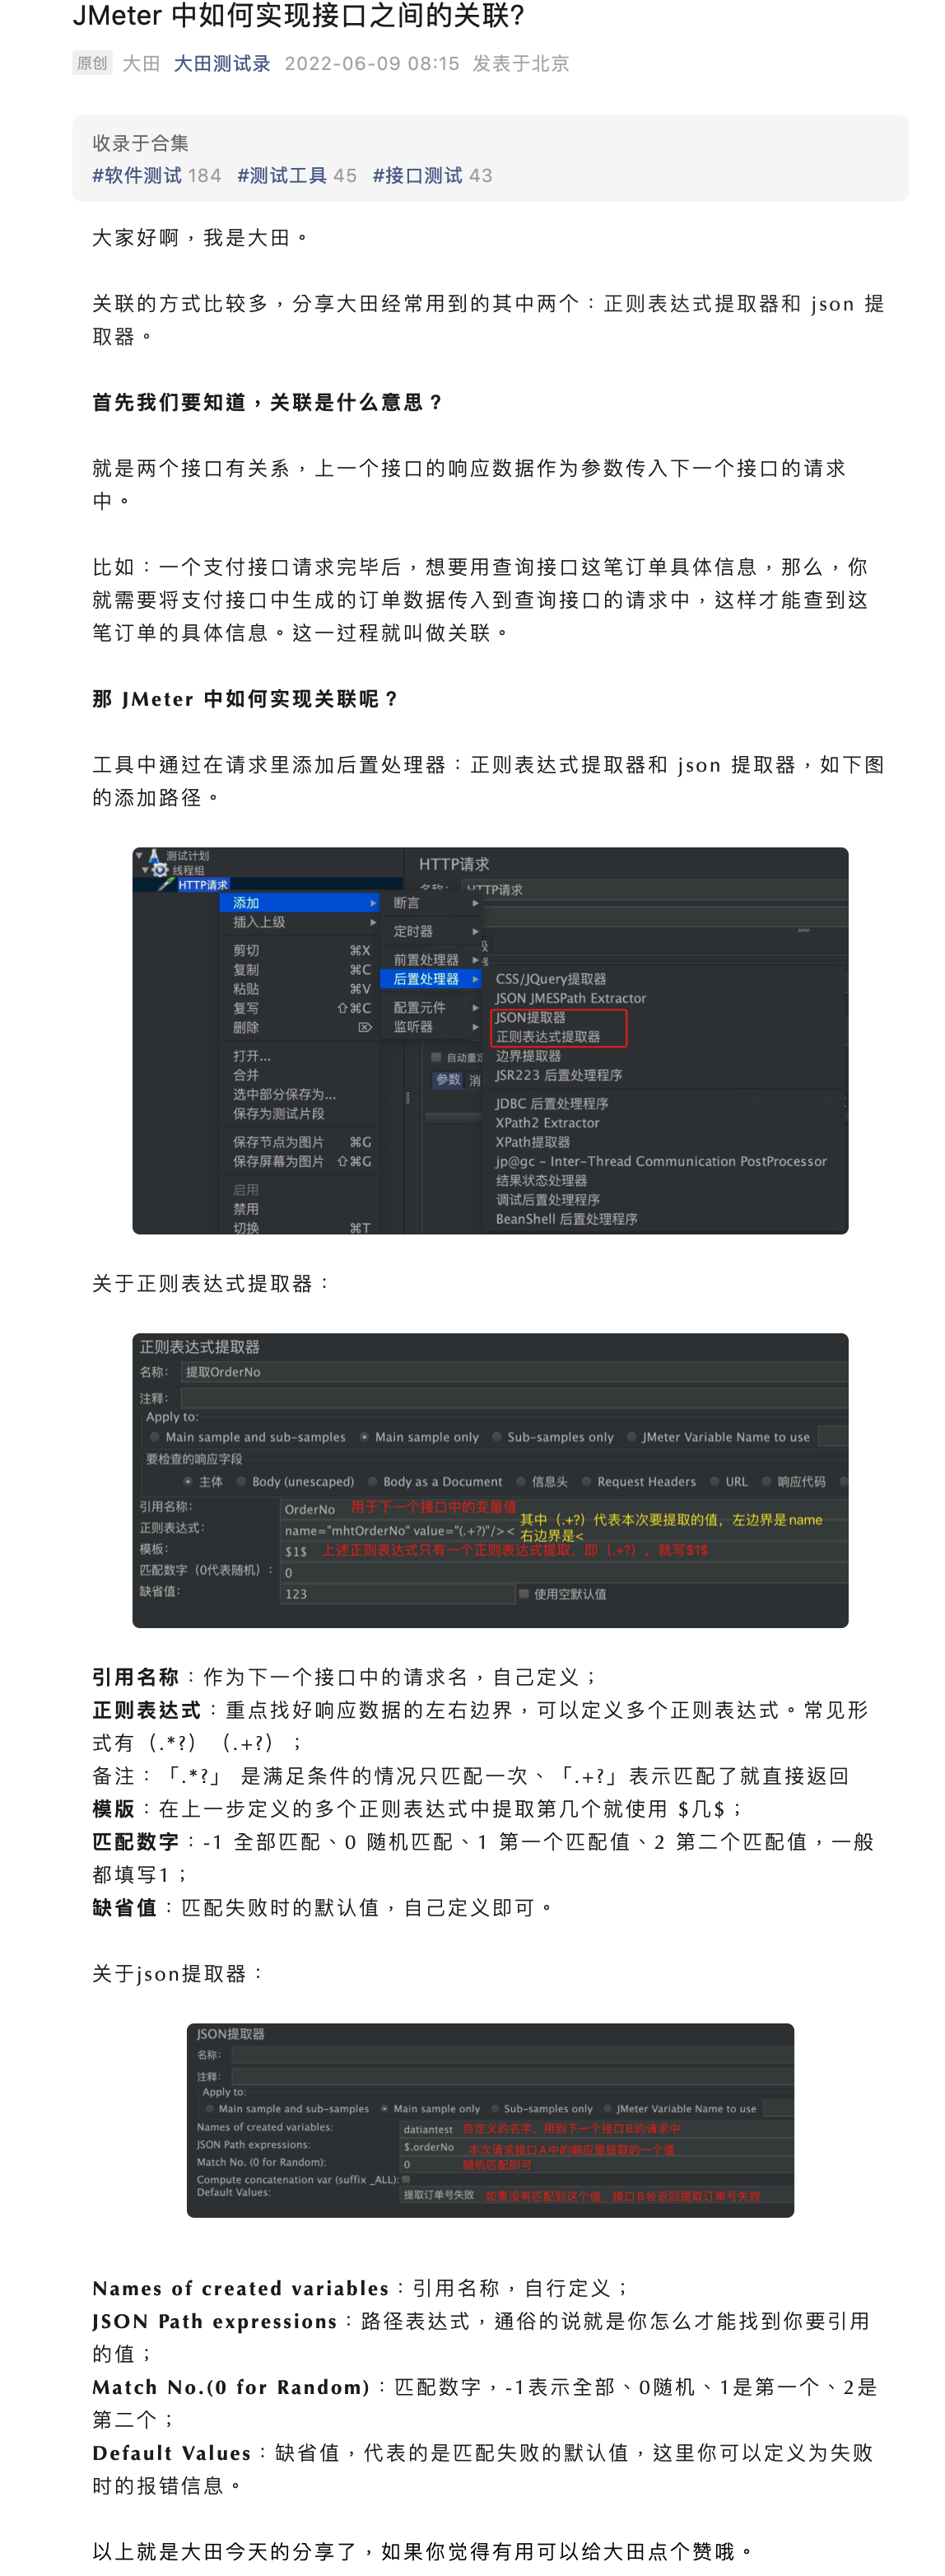 JMeter 中如何实现接口之间的关联?
原创 大田 大田测试录 2022-06-09 08:15 发表于北京
收录于合集
#软件测试 184 #测试工具 45 #接口测试 43
大家好啊，我是大田。
关联的方式比较多，分享大田经常用到的其中两个：正则表达式提取器和 json 提
取器。
首先我们要知道，关联是什么意思？
就是两个接口有关系，上一个接口的响应数据作为参数传入下一个接口的请求
中。
比如：一个支付接口请求完毕后，想要用查询接口这笔订单具体信息，那么，你
就需要将支付接口中生成的订单数据传入到查询接口的请求中，这样才能查到这
笔订单的具体信息。这一过程就叫做关联。
那 JMeter 中如何实现关联呢？
工具中通过在请求里添加后置处理器：正则表达式提取器和 json 提取器，如下图
的添加路径。
测试计划
线程组
HTTP请求
HTTP请求
名称： HTTP请求
添加
插入上级
剪切 ⌘X
复制 ⌘C
粘贴 ⌘V
复写 ⇧⌘C
删除 ⌦
打开...
合并
选中部分保存为...
保存为测试片段
保存节点为图片 ⌘G
保存屏幕为图片 ⇧⌘G
启用
禁用
切换 ⌘T
断言
定时器
前置处理器
后置处理器
配置元件
监听器
自动重定
参数 消
CSS/JQuery提取器
JSON JMESPath Extractor
JSON提取器
正则表达式提取器
边界提取器
JSR223 后置处理程序
JDBC 后置处理程序
XPath2 Extractor
XPath提取器
jp@gc - Inter-Thread Communication PostProcessor
结果状态处理器
调试后置处理程序
BeanShell 后置处理程序
关于正则表达式提取器：
正则表达式提取器
名称： 提取OrderNo
注释：
Apply to:
Main sample and sub-samples Main sample only Sub-samples only JMeter Variable Name to use
要检查的响应字段
主体 Body (unescaped) Body as a Document 信息头 Request Headers URL 响应代码
引用名称： OrderNo 用于下一个接口中的变量值
正则表达式： name="mhtOrderNo" value="(.+?)"/>< 其中（.+?）代表本次要提取的值，左边界是name
右边界是<
模板： $1$ 上述正则表达式只有一个正则表达式提取，即（.+?），就写$1$
匹配数字（0代表随机）： 0
缺省值： 123 使用空默认值
引用名称：作为下一个接口中的请求名，自己定义；
正则表达式：重点找好响应数据的左右边界，可以定义多个正则表达式。常见形
式有（.*?）（.+?）；
备注：「.*?」 是满足条件的情况只匹配一次、「.+?」表示匹配了就直接返回
模版：在上一步定义的多个正则表达式中提取第几个就使用 $几$；
匹配数字：-1 全部匹配、0 随机匹配、1 第一个匹配值、2 第二个匹配值，一般
都填写1；
缺省值：匹配失败时的默认值，自己定义即可。
关于json提取器：
JSON提取器
名称：
注释：
Apply to:
Main sample and sub-samples Main sample only Sub-samples only JMeter Variable Name to use
Names of created variables: datiantest 自定义的名字，用到下一个接口B的请求中
JSON Path expressions: $.orderNo 本次请求接口A中的响应里提取的一个值
Match No. (0 for Random): 0 随机匹配即可
Compute concatenation var (suffix _ALL):
Default Values: 提取订单号失败 如果没有匹配到这个值，接口B会返回提取订单号失败
Names of created variables：引用名称，自行定义；
JSON Path expressions：路径表达式，通俗的说就是你怎么才能找到你要引用
的值；
Match No.(0 for Random)：匹配数字，-1表示全部、0随机、1是第一个、2是
第二个；
Default Values：缺省值，代表的是匹配失败的默认值，这里你可以定义为失败
时的报错信息。
以上就是大田今天的分享了，如果你觉得有用可以给大田点个赞哦。